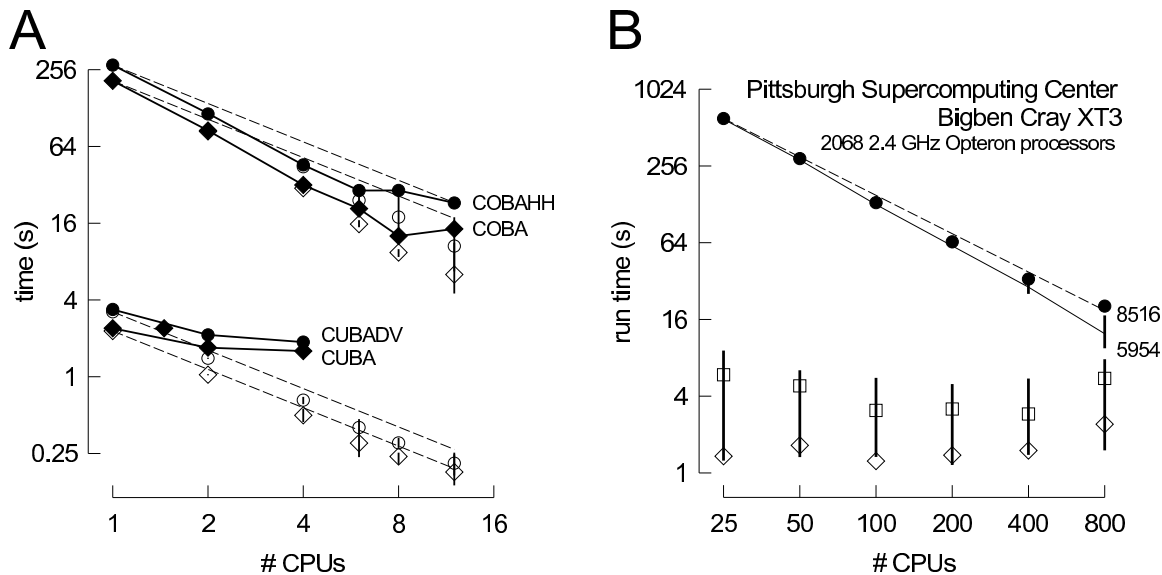 A
256
64
16
4
1
0.25
time (s)
COBAHH
COBA
CUBADV
CUBA
1 2 4 8 16
# CPUs
B
1024
256
64
16
4
1
run time (s)
Pittsburgh Supercomputing Center
Bigben Cray XT3
2068 2.4 GHz Opteron processors
8516
5954
25 50 100 200 400 800
# CPUs